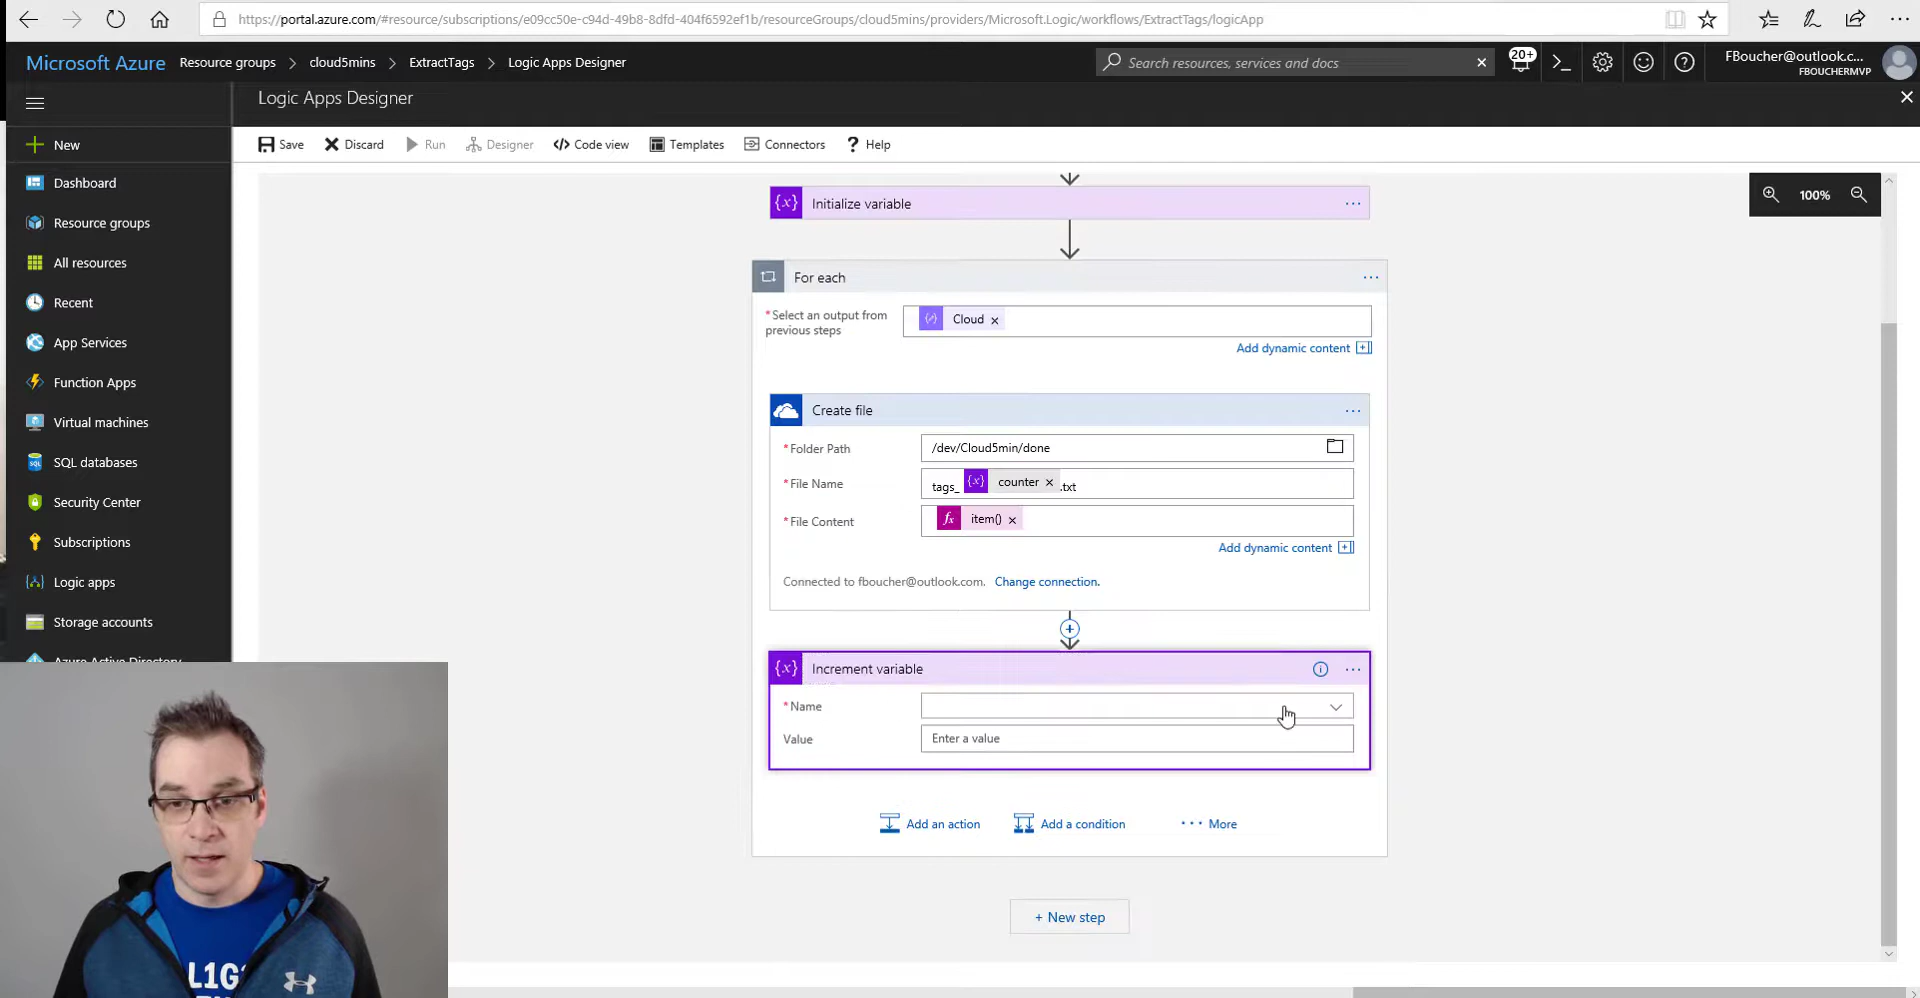 https://portal.azure.com/#resource/subscriptions/e09cc50e-c94d-49b8-8dfd-404f6592ef1b/resourceGroups/cloud5mins/providers/Microsoft.Logic/workflows/ExtractTags/logicApp
Microsoft Azure Resource groups > cloud5mins > ExtractTags > Logic Apps Designer
Search resources, services and docs
20+
FBoucher@outlook.c...
FBOUCHERMVP
Logic Apps Designer
Save Discard Run Designer Code view Templates Connectors Help
New
Dashboard
Resource groups
All resources
Recent
App Services
Function Apps
Virtual machines
SQL databases
Security Center
Subscriptions
Logic apps
Storage accounts
Azure Active Directory
100%
{x} Initialize variable
For each
*Select an output from
previous steps
Cloud
Add dynamic content
Create file
*Folder Path /dev/Cloud5min/done
*File Name tags_ {x} counter .txt
*File Content fx item()
Add dynamic content
Connected to fboucher@outlook.com. Change connection.
{x} Increment variable
*Name
Value Enter a value
Add an action Add a condition ... More
+ New step